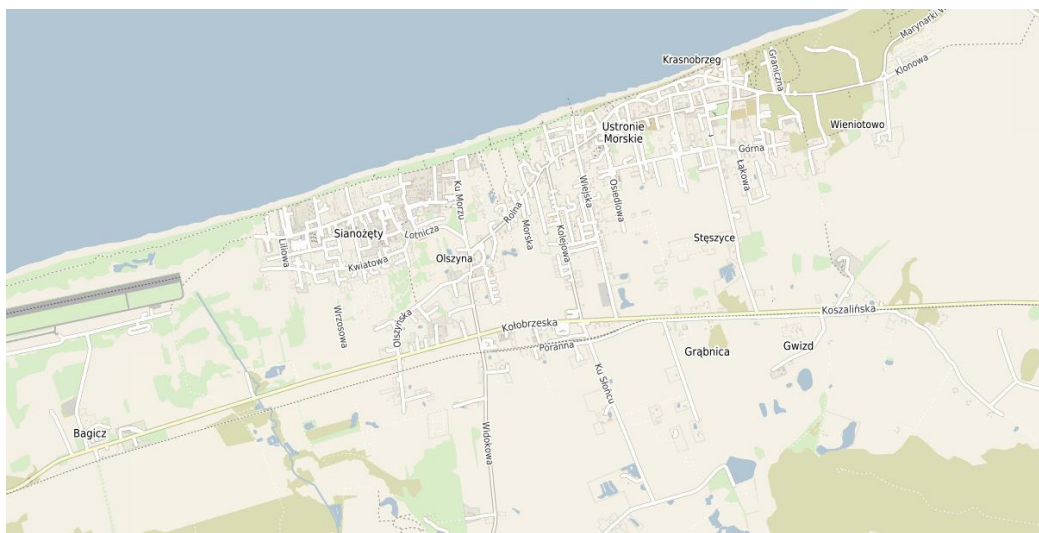 Marynarki W
Krasnobrzeg
Graniczna
Klonowa
Ustronie
Morskie
Wieniotowo
Górna
Łąkowa
Ku Morzu
Wiejska
Osiedlowa
Rolna
Morska
Kolejowa
Lotnicza
Sianożęty
Liliowa
Stęszyce
Olszyna
Kwiatowa
Wrzosowa
Olszyńska
Koszalińska
Kołobrzeska
Poranna
Grąbnica
Gwizd
Ku Słońcu
Bagicz
Widokowa